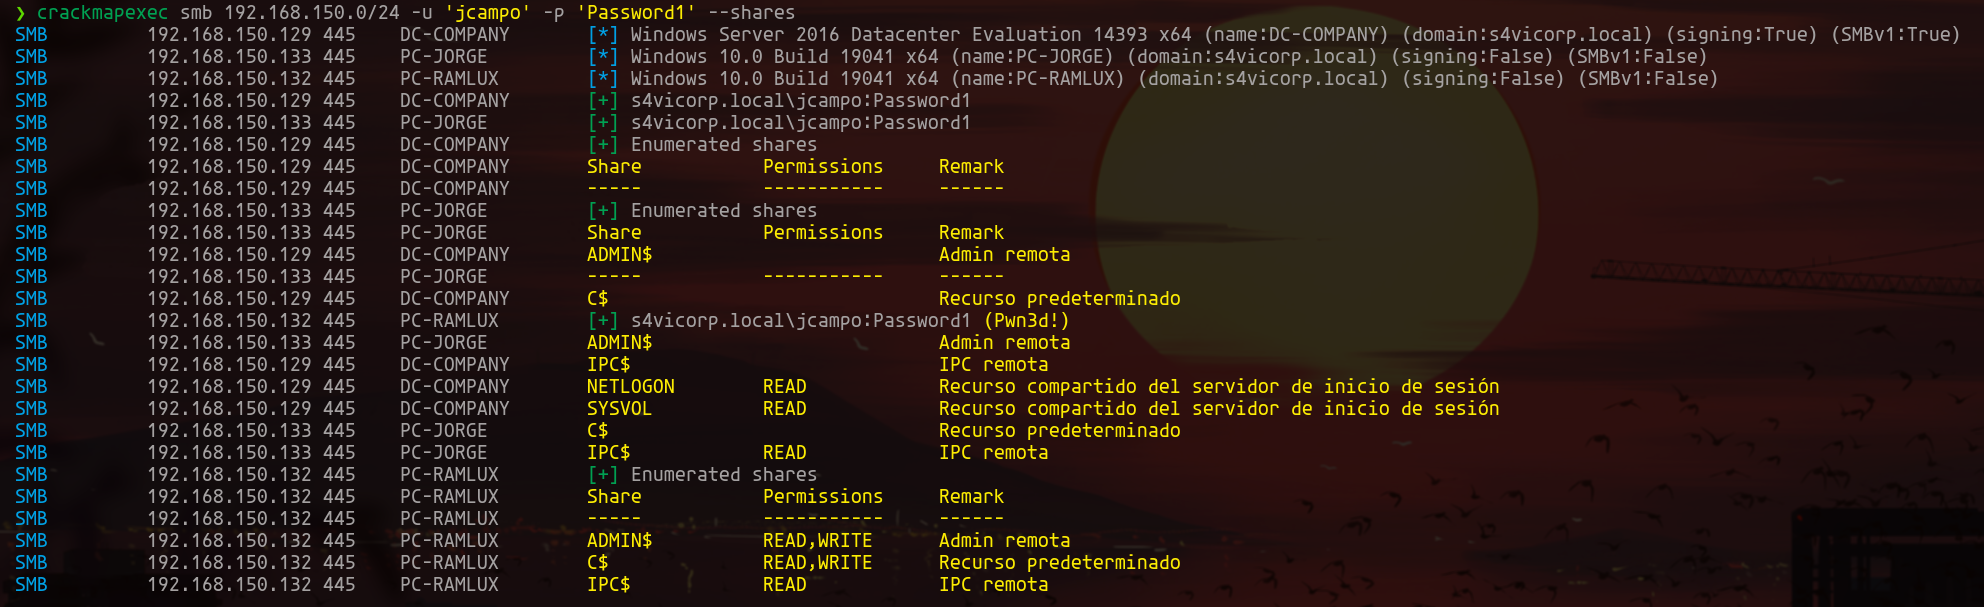 ❯ crackmapexec smb 192.168.150.0/24 -u 'jcampo' -p 'Password1' --shares
SMB 192.168.150.129 445 DC-COMPANY [*] Windows Server 2016 Datacenter Evaluation 14393 x64 (name:DC-COMPANY) (domain:s4vicorp.local) (signing:True) (SMBv1:True)
SMB 192.168.150.133 445 PC-JORGE [*] Windows 10.0 Build 19041 x64 (name:PC-JORGE) (domain:s4vicorp.local) (signing:False) (SMBv1:False)
SMB 192.168.150.132 445 PC-RAMLUX [*] Windows 10.0 Build 19041 x64 (name:PC-RAMLUX) (domain:s4vicorp.local) (signing:False) (SMBv1:False)
SMB 192.168.150.129 445 DC-COMPANY [+] s4vicorp.local\jcampo:Password1
SMB 192.168.150.133 445 PC-JORGE [+] s4vicorp.local\jcampo:Password1
SMB 192.168.150.129 445 DC-COMPANY [+] Enumerated shares
SMB 192.168.150.129 445 DC-COMPANY Share Permissions Remark
SMB 192.168.150.129 445 DC-COMPANY ----- ----------- ------
SMB 192.168.150.133 445 PC-JORGE [+] Enumerated shares
SMB 192.168.150.133 445 PC-JORGE Share Permissions Remark
SMB 192.168.150.129 445 DC-COMPANY ADMIN$ Admin remota
SMB 192.168.150.133 445 PC-JORGE ----- ----------- ------
SMB 192.168.150.129 445 DC-COMPANY C$ Recurso predeterminado
SMB 192.168.150.132 445 PC-RAMLUX [+] s4vicorp.local\jcampo:Password1 (Pwn3d!)
SMB 192.168.150.133 445 PC-JORGE ADMIN$ Admin remota
SMB 192.168.150.129 445 DC-COMPANY IPC$ IPC remota
SMB 192.168.150.129 445 DC-COMPANY NETLOGON READ Recurso compartido del servidor de inicio de sesión
SMB 192.168.150.129 445 DC-COMPANY SYSVOL READ Recurso compartido del servidor de inicio de sesión
SMB 192.168.150.133 445 PC-JORGE C$ Recurso predeterminado
SMB 192.168.150.133 445 PC-JORGE IPC$ READ IPC remota
SMB 192.168.150.132 445 PC-RAMLUX [+] Enumerated shares
SMB 192.168.150.132 445 PC-RAMLUX Share Permissions Remark
SMB 192.168.150.132 445 PC-RAMLUX ----- ----------- ------
SMB 192.168.150.132 445 PC-RAMLUX ADMIN$ READ,WRITE Admin remota
SMB 192.168.150.132 445 PC-RAMLUX C$ READ,WRITE Recurso predeterminado
SMB 192.168.150.132 445 PC-RAMLUX IPC$ READ IPC remota